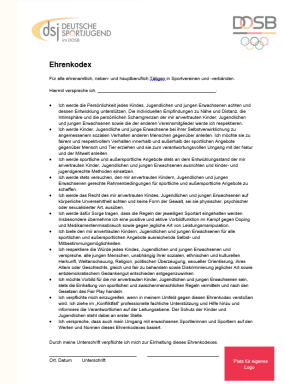 dsj DEUTSCHE
SPORTJUGEND
im DOSB
DOSB
Ehrenkodex
Für alle ehrenamtlich, neben- und hauptberuflich Tätigen in Sportvereinen und -verbänden.
Hiermit verspreche ich,
• Ich werde die Persönlichkeit jedes Kindes, Jugendlichen und jungen Erwachsenen achten und
dessen Entwicklung unterstützen. Die individuellen Empfindungen zu Nähe und Distanz, die
Intimsphäre und die persönlichen Schamgrenzen der mir anvertrauten Kinder, Jugendlichen
und jungen Erwachsenen sowie die der anderen Vereinsmitglieder werde ich respektieren.
• Ich werde Kinder, Jugendliche und junge Erwachsene bei ihrer Selbstverwirklichung zu
angemessenem sozialen Verhalten anderen Menschen gegenüber anleiten. Ich möchte sie zu
fairem und respektvollem Verhalten innerhalb und außerhalb der sportlichen Angebote
gegenüber Mensch und Tier erziehen und sie zum verantwortungsvollen Umgang mit der Natur
und der Mitwelt anleiten.
• Ich werde sportliche und außersportliche Angebote stets an dem Entwicklungsstand der mir
anvertrauten Kinder, Jugendlichen und jungen Erwachsenen ausrichten und kinder- und
jugendgerechte Methoden einsetzen.
• Ich werde stets versuchen, den mir anvertrauten Kindern, Jugendlichen und jungen
Erwachsenen gerechte Rahmenbedingungen für sportliche und außersportliche Angebote zu
schaffen.
• Ich werde das Recht des mir anvertrauten Kindes, Jugendlichen und jungen Erwachsenen auf
körperliche Unversehrtheit achten und keine Form der Gewalt, sei sie physischer, psychischer
oder sexualisierter Art, ausüben.
• Ich werde dafür Sorge tragen, dass die Regeln der jeweiligen Sportart eingehalten werden.
Insbesondere übernehme ich eine positive und aktive Vorbildfunktion im Kampf gegen Doping
und Medikamentenmissbrauch sowie gegen jegliche Art von Leistungsmanipulation.
• Ich biete den mir anvertrauten Kindern, Jugendlichen und jungen Erwachsenen für alle
sportlichen und außersportlichen Angebote ausreichende Selbst- und
Mitbestimmungsmöglichkeiten.
• Ich respektiere die Würde jedes Kindes, Jugendlichen und jungen Erwachsenen und
verspreche, alle jungen Menschen, unabhängig ihrer sozialen, ethnischen und kulturellen
Herkunft, Weltanschauung, Religion, politischen Überzeugung, sexueller Orientierung, ihres
Alters oder Geschlechts, gleich und fair zu behandeln sowie Diskriminierung jeglicher Art sowie
antidemokratischem Gedankengut entschieden entgegenzuwirken.
• Ich möchte Vorbild für die mir anvertrauten Kinder, Jugendlichen und jungen Erwachsenen sein,
stets die Einhaltung von sportlichen und zwischenmenschlichen Regeln vermitteln und nach den
Gesetzen des Fair Play handeln.
• Ich verpflichte mich einzugreifen, wenn in meinem Umfeld gegen diesen Ehrenkodex verstoßen
wird. Ich ziehe im „Konfliktfall“ professionelle fachliche Unterstützung und Hilfe hinzu und
informiere die Verantwortlichen auf der Leitungsebene. Der Schutz der Kinder und
Jugendlichen steht dabei an erster Stelle.
• Ich verspreche, dass auch mein Umgang mit erwachsenen Sportlerinnen und Sportlern auf den
Werten und Normen dieses Ehrenkodexes basiert.
Durch meine Unterschrift verpflichte ich mich zur Einhaltung dieses Ehrenkodexes.
Ort, Datum Unterschrift
Platz für eigenes
Logo